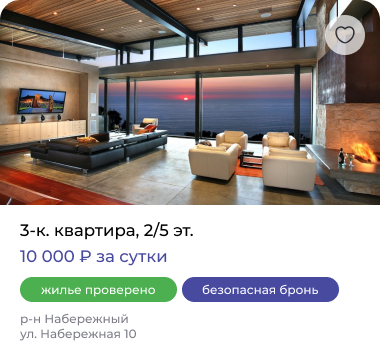 3-к. квартира, 2/5 эт.
10 000 ₽ за сутки
жилье проверено
безопасная бронь
р-н Набережный
ул. Набережная 10